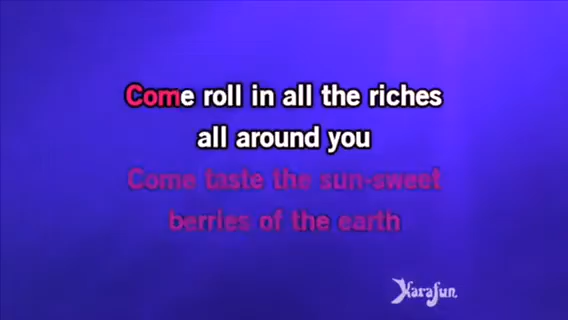 Come roll in all the riches
all around you
Come taste the sun-sweet
berries of the earth
Karafun